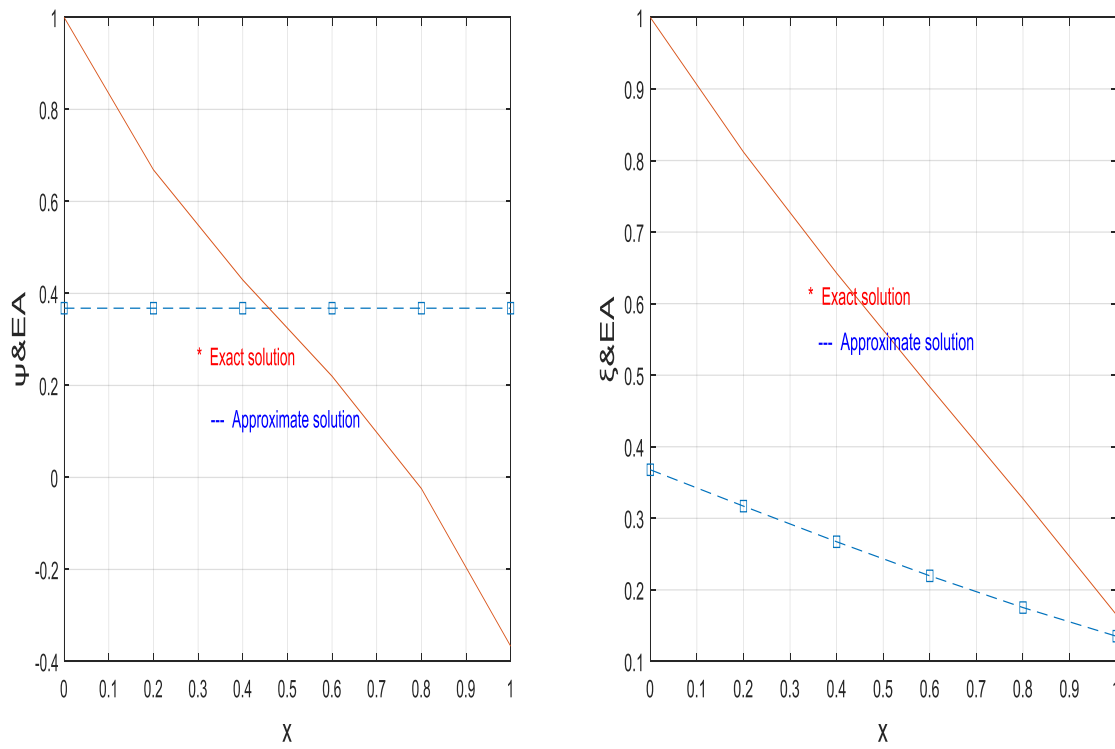 1
0.8
0.6
0.4
0.2
0
-0.2
-0.4
ψ&EA
* Exact solution
--- Approximate solution
0 0.1 0.2 0.3 0.4 0.5 0.6 0.7 0.8 0.9 1
X
1
0.9
0.8
0.7
0.6
0.5
0.4
0.3
0.2
0.1
ξ&EA
* Exact solution
--- Approximate solution
0 0.1 0.2 0.3 0.4 0.5 0.6 0.7 0.8 0.9 1
X